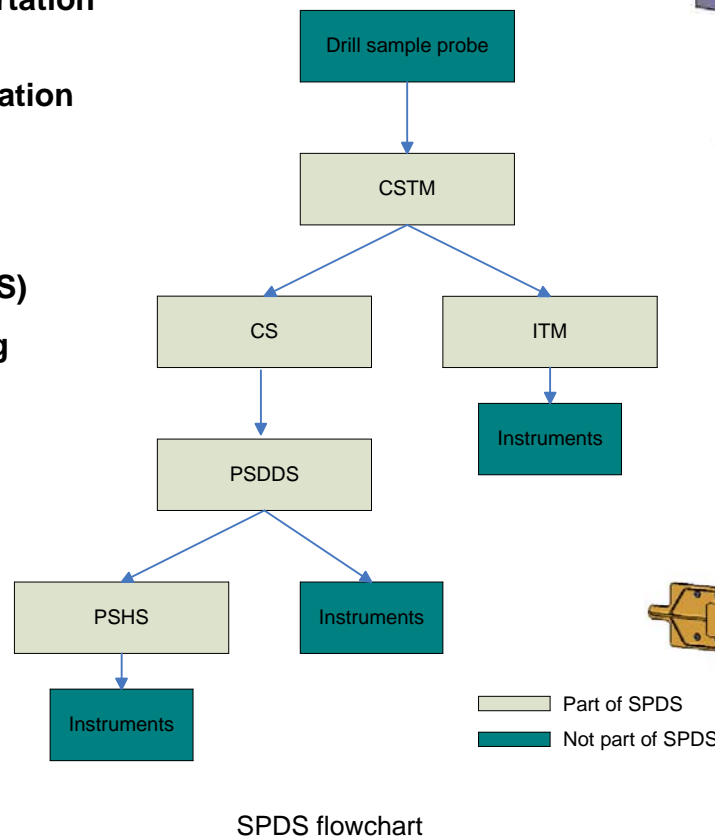 Drill sample probe
CSTM
S)
CS
ITM
Instruments
PSDDS
PSHS
Instruments
Instruments
Part of SPDS
Not part of SPDS
SPDS flowchart